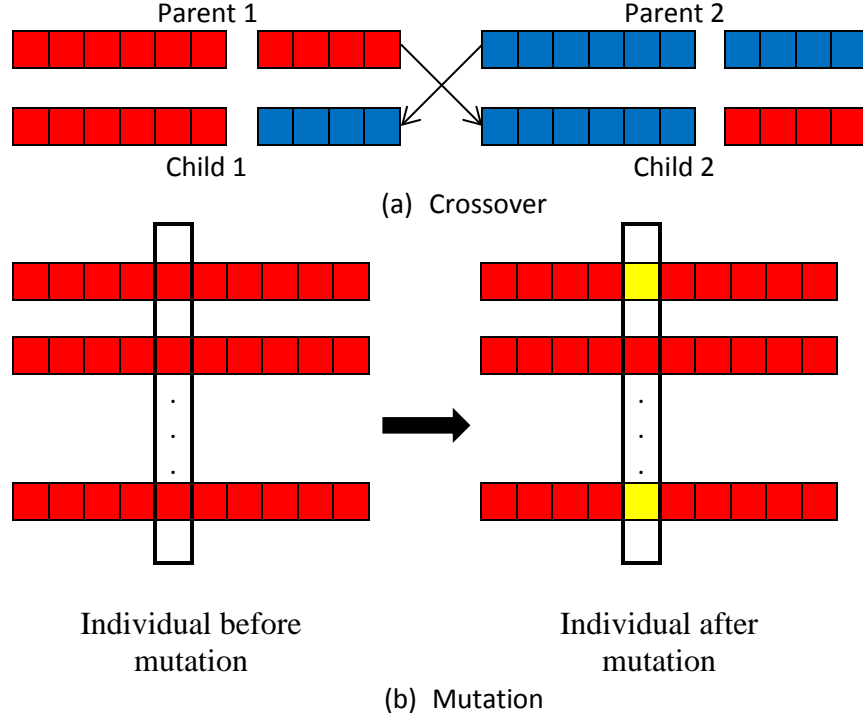 Parent 1
Parent 2
Child 1
Child 2
(a) Crossover
.
.
.
.
.
.
Individual before
mutation
Individual after
mutation
(b) Mutation